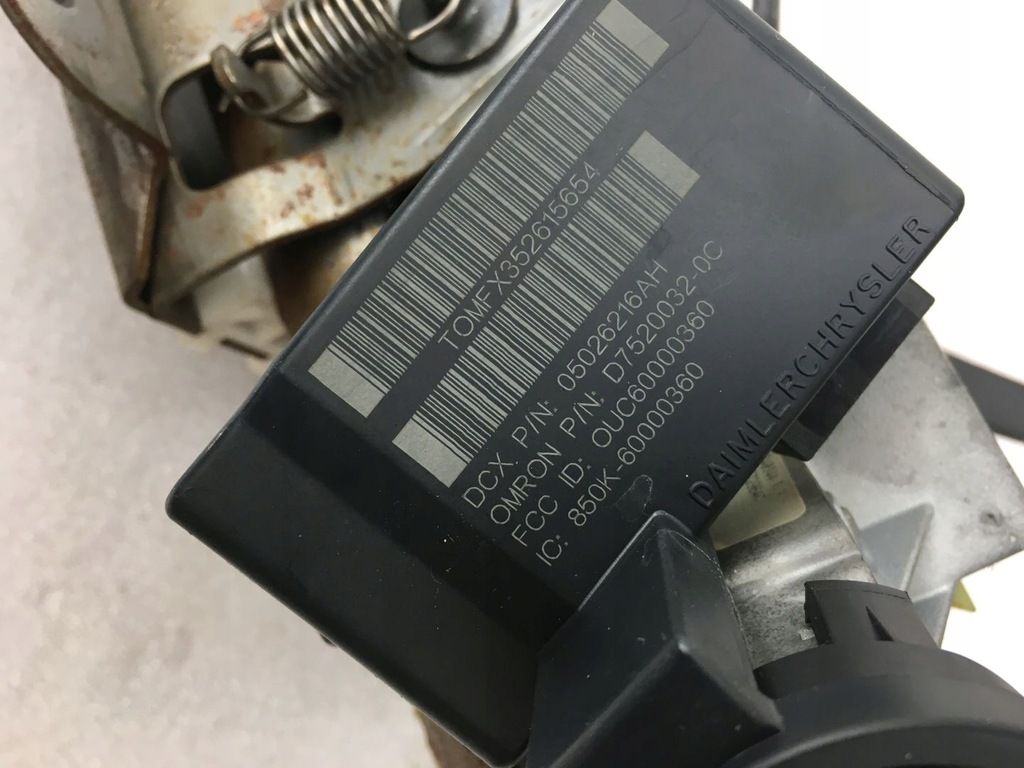 TOMFX352615654
DCX P/N: 05026216AH
OMRON P/N: D7520032-0C
FCC ID: OUC60000360
IC: 850K-60000360
DAIMLERCHRYSLER